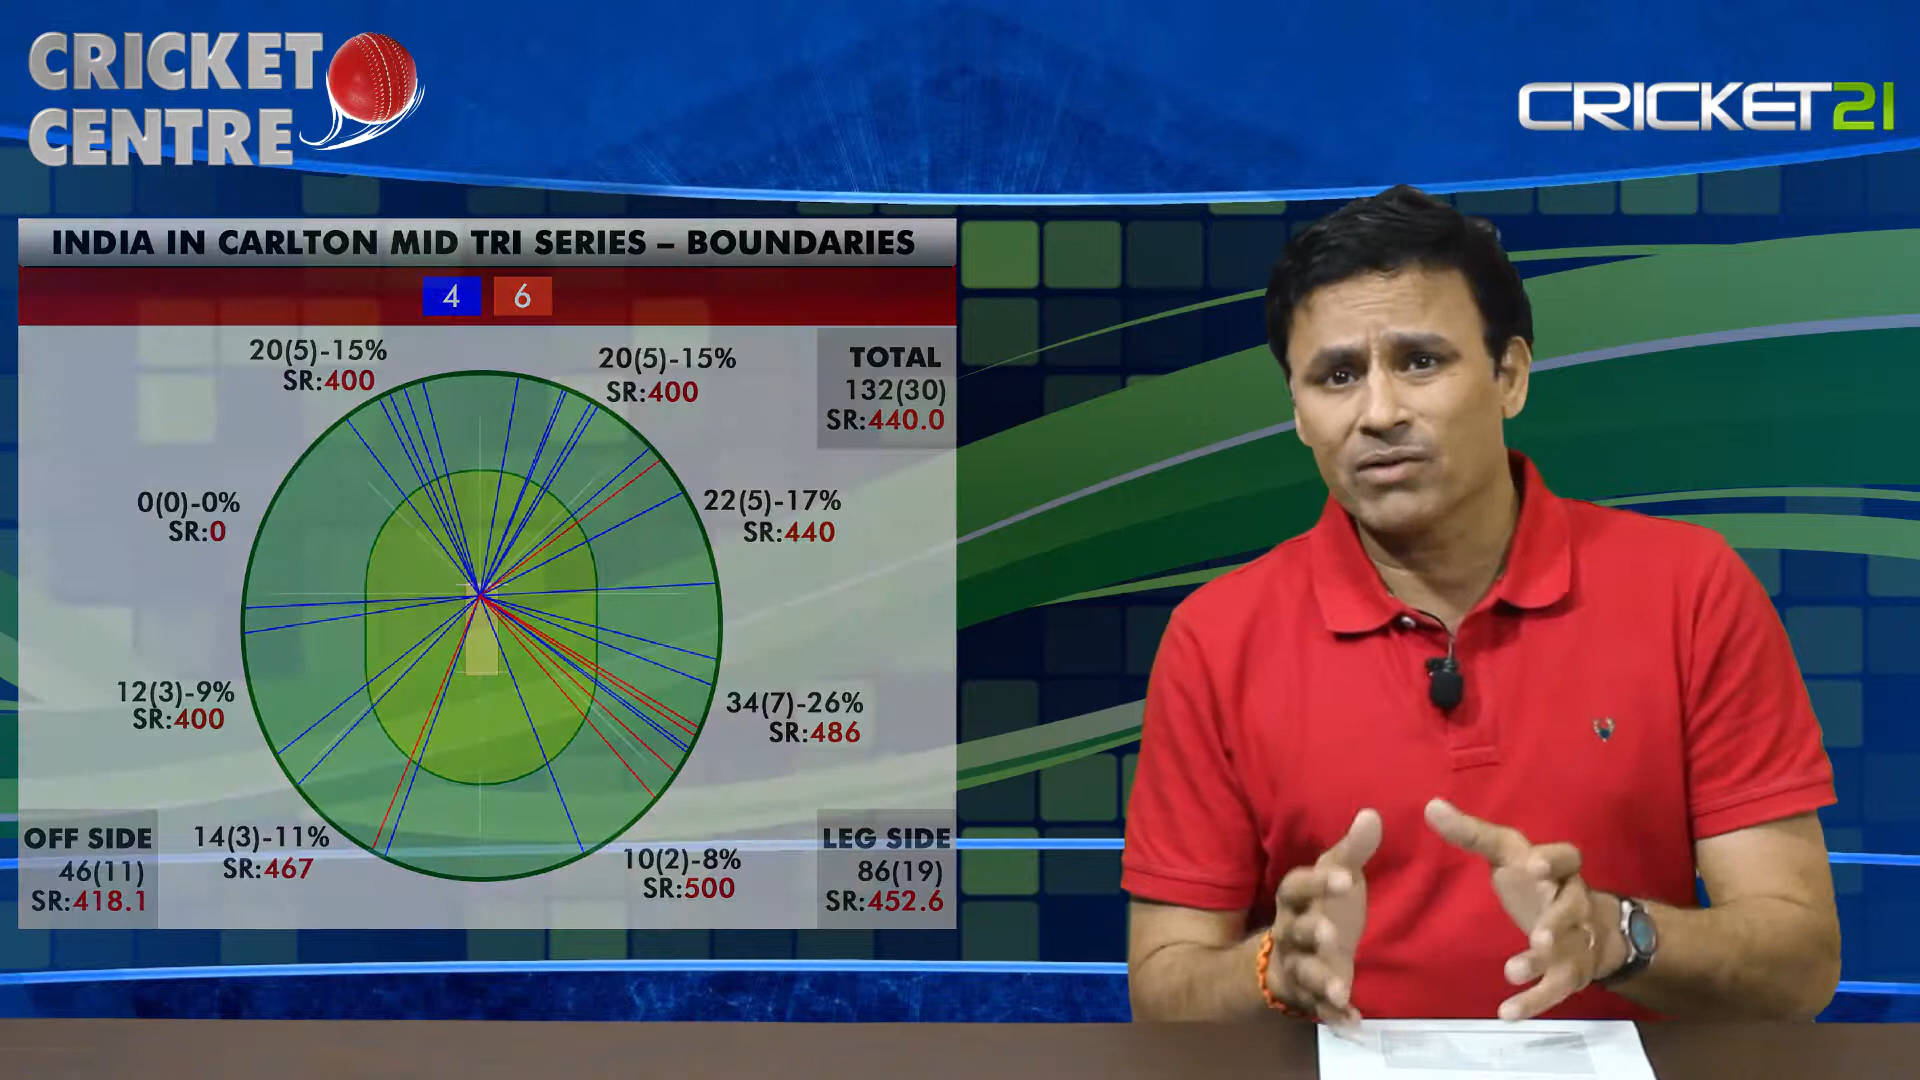 CRICKET
CENTRE
CRICKET21
INDIA IN CARLTON MID TRI SERIES – BOUNDARIES
4 6
20(5)-15%
SR:400
20(5)-15%
SR:400
TOTAL
132(30)
SR:440.0
0(0)-0%
SR:0
22(5)-17%
SR:440
12(3)-9%
SR:400
34(7)-26%
SR:486
OFF SIDE
46(11)
SR:418.1
14(3)-11%
SR:467
10(2)-8%
SR:500
LEG SIDE
86(19)
SR:452.6